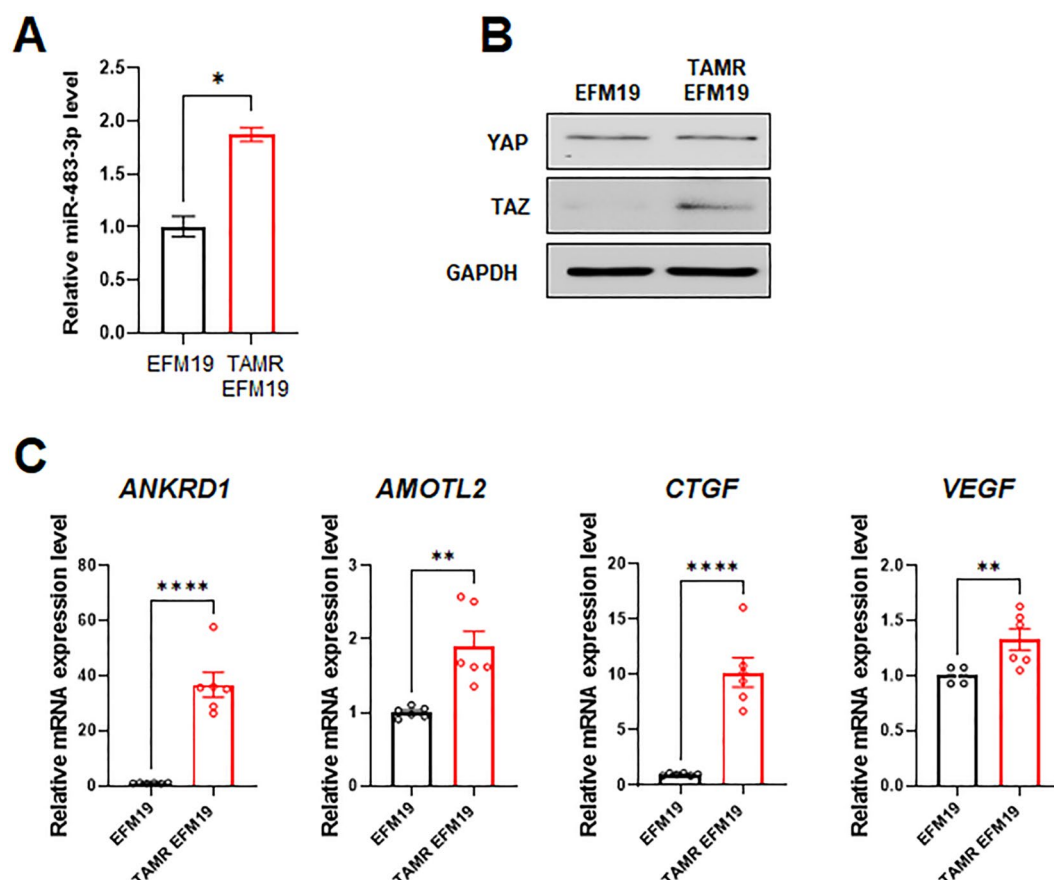 A
Relative miR-483-3p level
2.5
2.0
1.5
1.0
0.5
0.0
*
EFM19
TAMR
EFM19
B
EFM19
TAMR
EFM19
YAP
TAZ
GAPDH
C
ANKRD1
Relative mRNA expression level
80
60
40
20
0
****
EFM19
TAMR EFM19
AMOTL2
Relative mRNA expression level
3
2
1
0
**
EFM19
TAMR EFM19
CTGF
Relative mRNA expression level
20
15
10
5
0
****
EFM19
TAMR EFM19
VEGF
Relative mRNA expression level
2.0
1.5
1.0
0.5
0.0
**
EFM19
TAMR EFM19